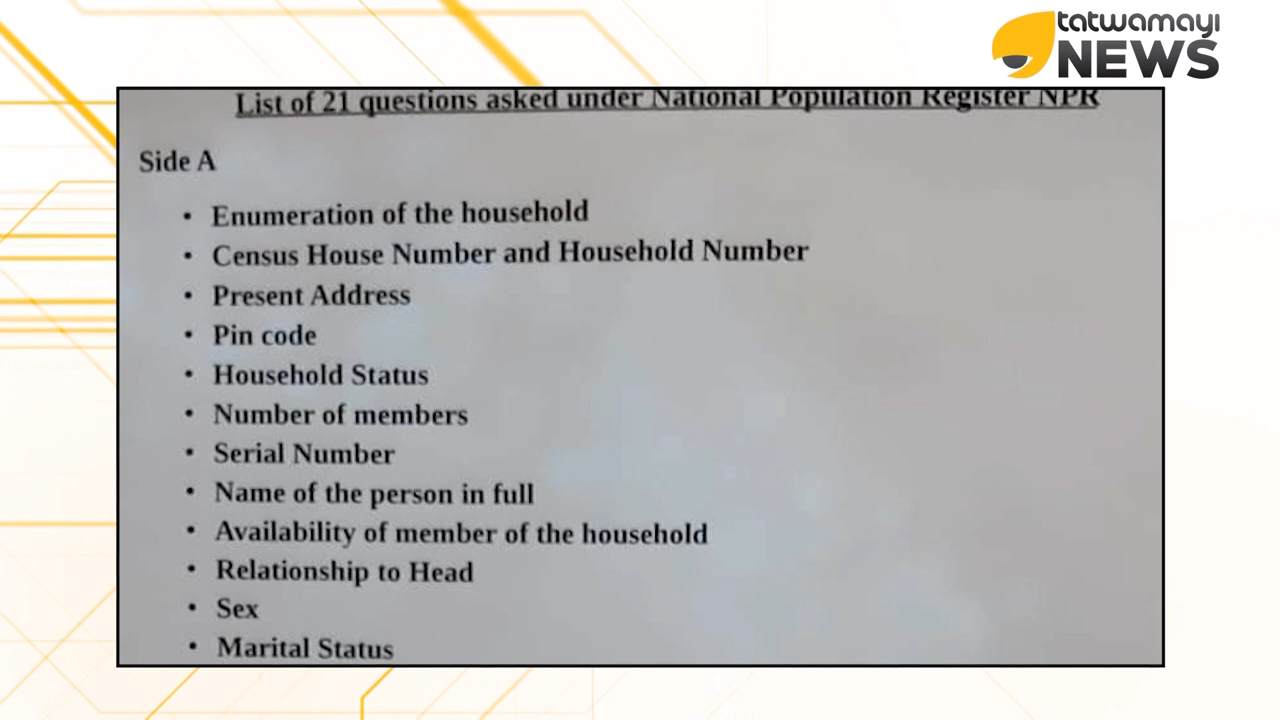 tatwamayi
NEWS
List of 21 questions asked under National Population Register NPR
Side A
• Enumeration of the household
• Census House Number and Household Number
• Present Address
• Pin code
• Household Status
• Number of members
• Serial Number
• Name of the person in full
• Availability of member of the household
• Relationship to Head
• Sex
• Marital Status